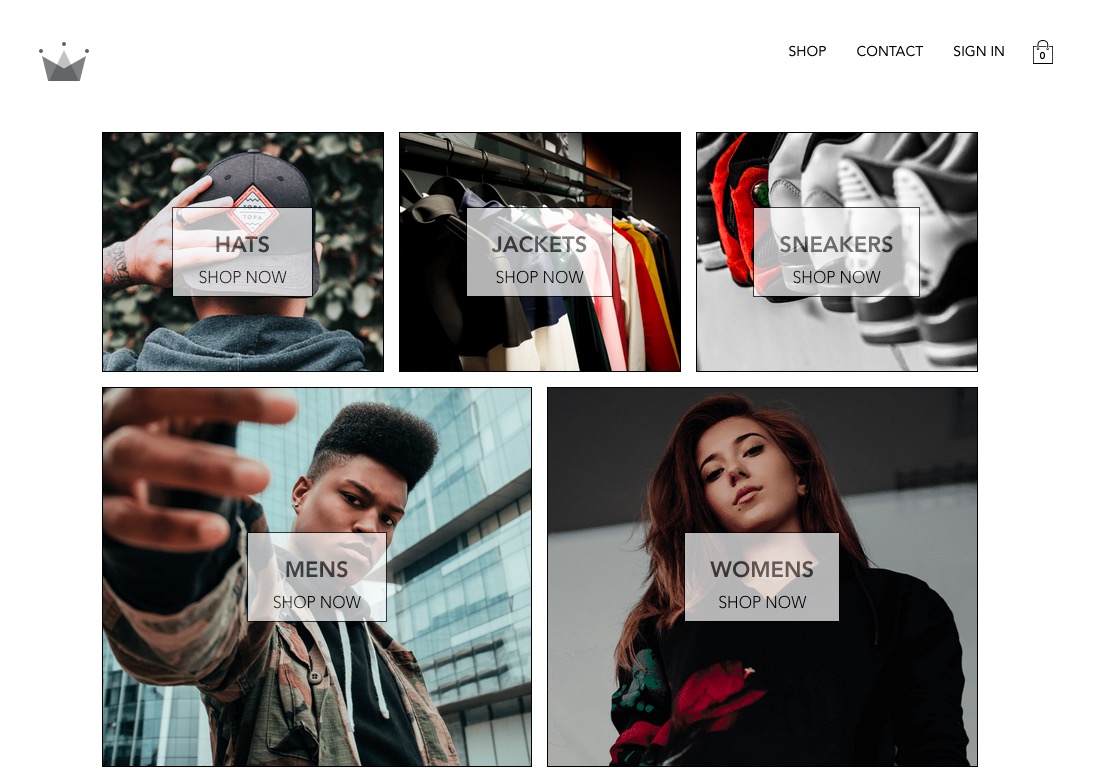 SHOP CONTACT SIGN IN 0
TOPA
TOPA
HATS
SHOP NOW
JACKETS
SHOP NOW
SNEAKERS
SHOP NOW
MENS
SHOP NOW
WOMENS
SHOP NOW